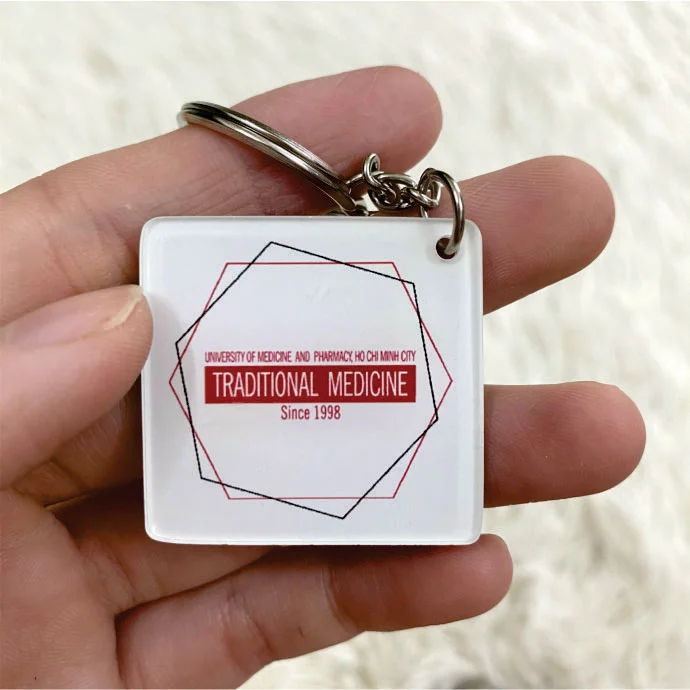 UNIVERSITY OF MEDICINE AND PHARMACY, HO CHI MINH CITY
TRADITIONAL MEDICINE
Since 1998